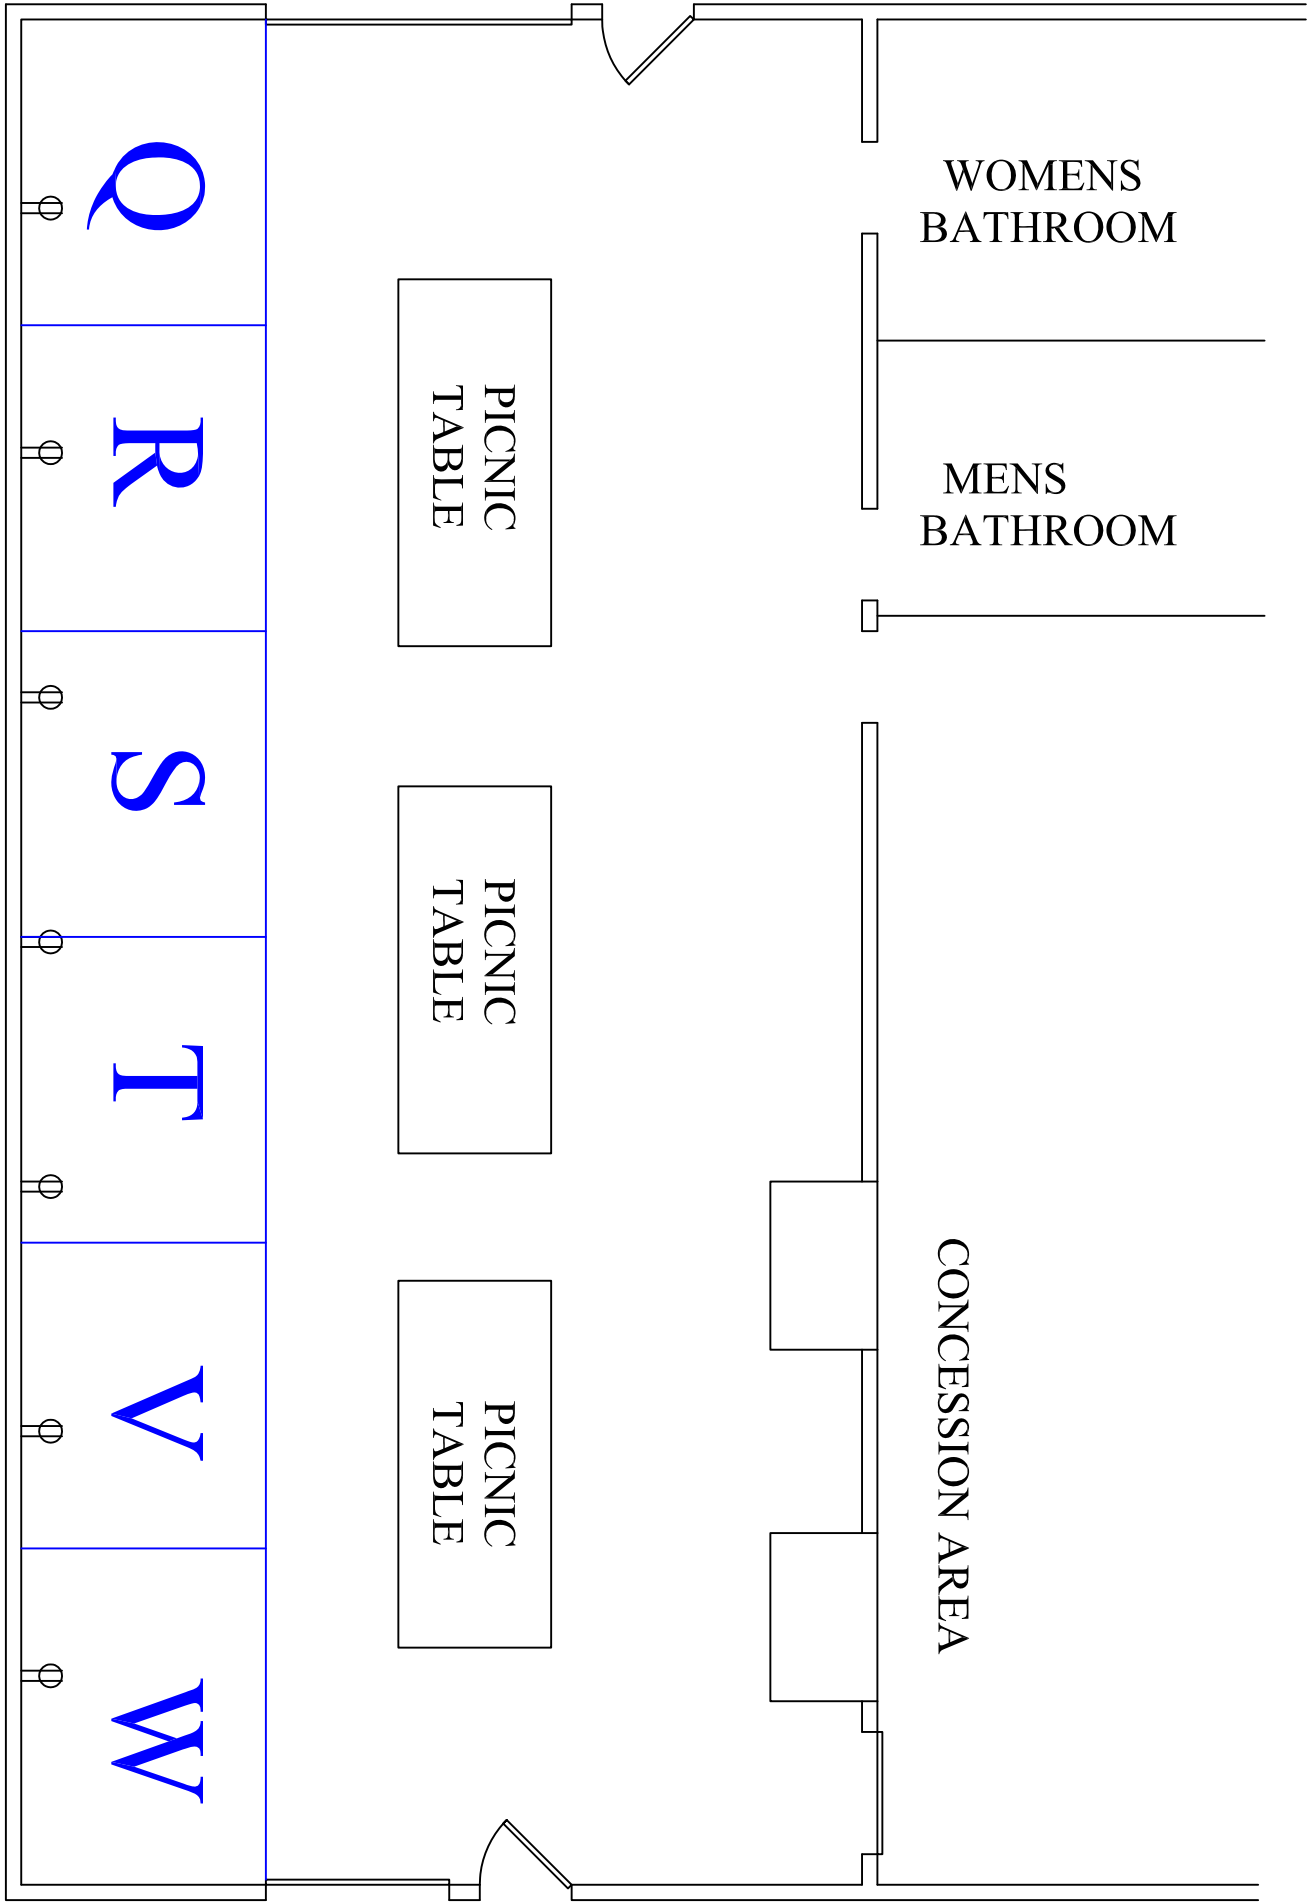 Q
R
S
T
V
W
PICNIC
TABLE
PICNIC
TABLE
PICNIC
TABLE
WOMENS
BATHROOM
MENS
BATHROOM
CONCESSION AREA